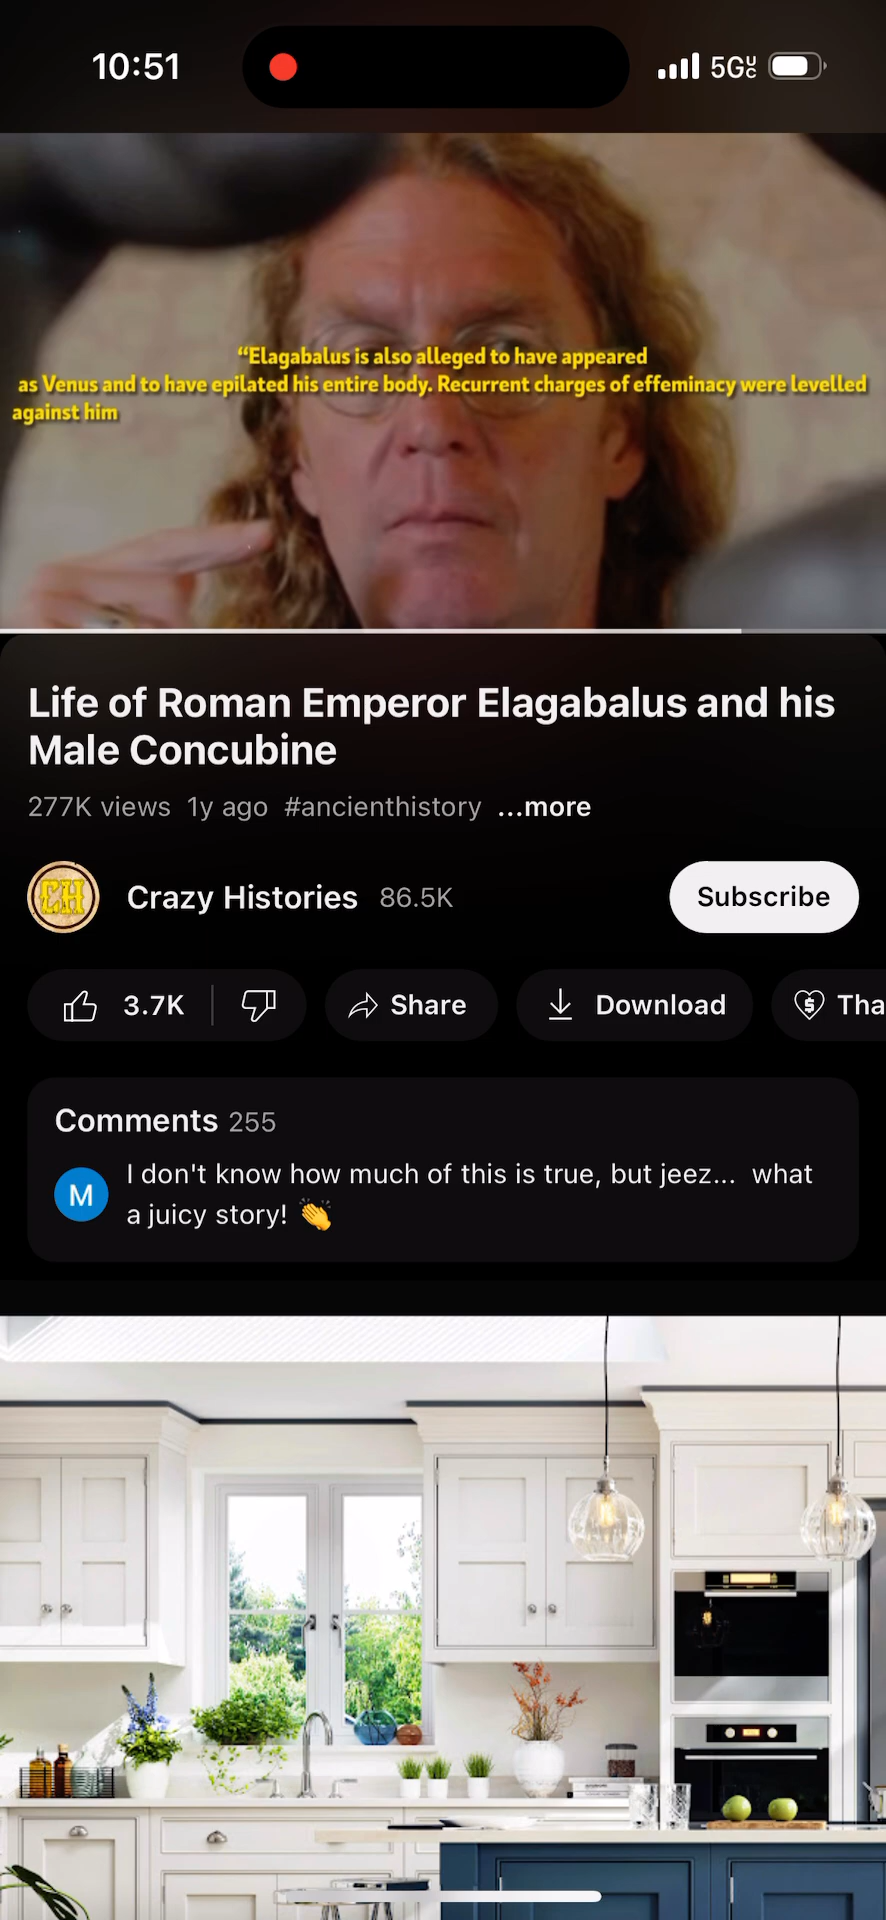 10:51
5GUC
“Elagabalus is also alleged to have appeared
as Venus and to have epilated his entire body. Recurrent charges of effeminacy were levelled
against him
Life of Roman Emperor Elagabalus and his
Male Concubine
277K views 1y ago #ancienthistory ...more
CH
Crazy Histories 86.5K
Subscribe
3.7K
Share
Download
Tha
Comments 255
M
I don't know how much of this is true, but jeez... what
a juicy story! 👏